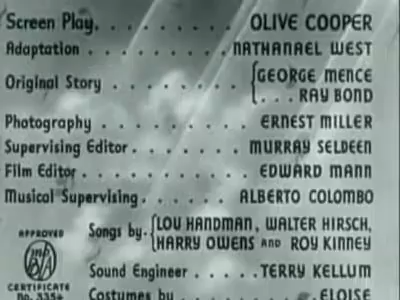 Screen Play. . . . . . . . . OLIVE COOPER
Adaptation . . . . . . . . NATHANAEL WEST
Original Story . . . . . { GEORGE MENCE
. . . RAY BOND
Photography . . . . . . . . ERNEST MILLER
Supervising Editor . . . . . . MURRAY SELDEEN
Film Editor . . . . . . . . EDWARD MANN
Musical Supervising . . . . . ALBERTO COLOMBO
Songs by. { LOU HANDMAN, WALTER HIRSCH,
HARRY OWENS AND ROY KINNEY
APPROVED
CERTIFICATE
Sound Engineer . . . . . TERRY KELLUM
Costumes by . . . . . . ELOISE